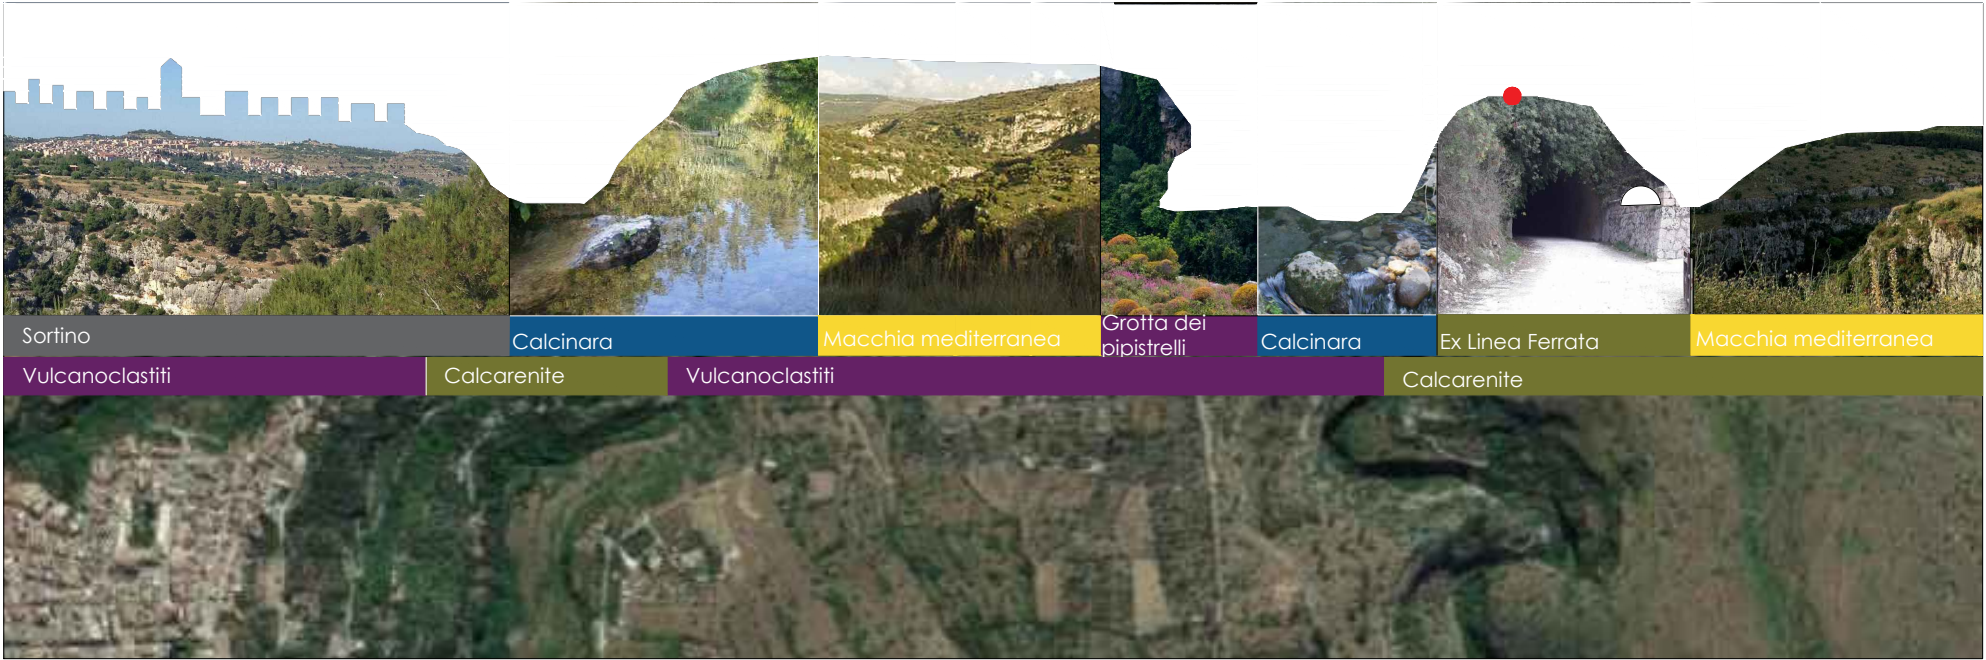 Sortino
Calcinara
Macchia mediterranea
Grotta dei
pipistrelli
Calcinara
Ex Linea Ferrata
Macchia mediterranea
Vulcanoclastiti
Calcarenite
Vulcanoclastiti
Calcarenite